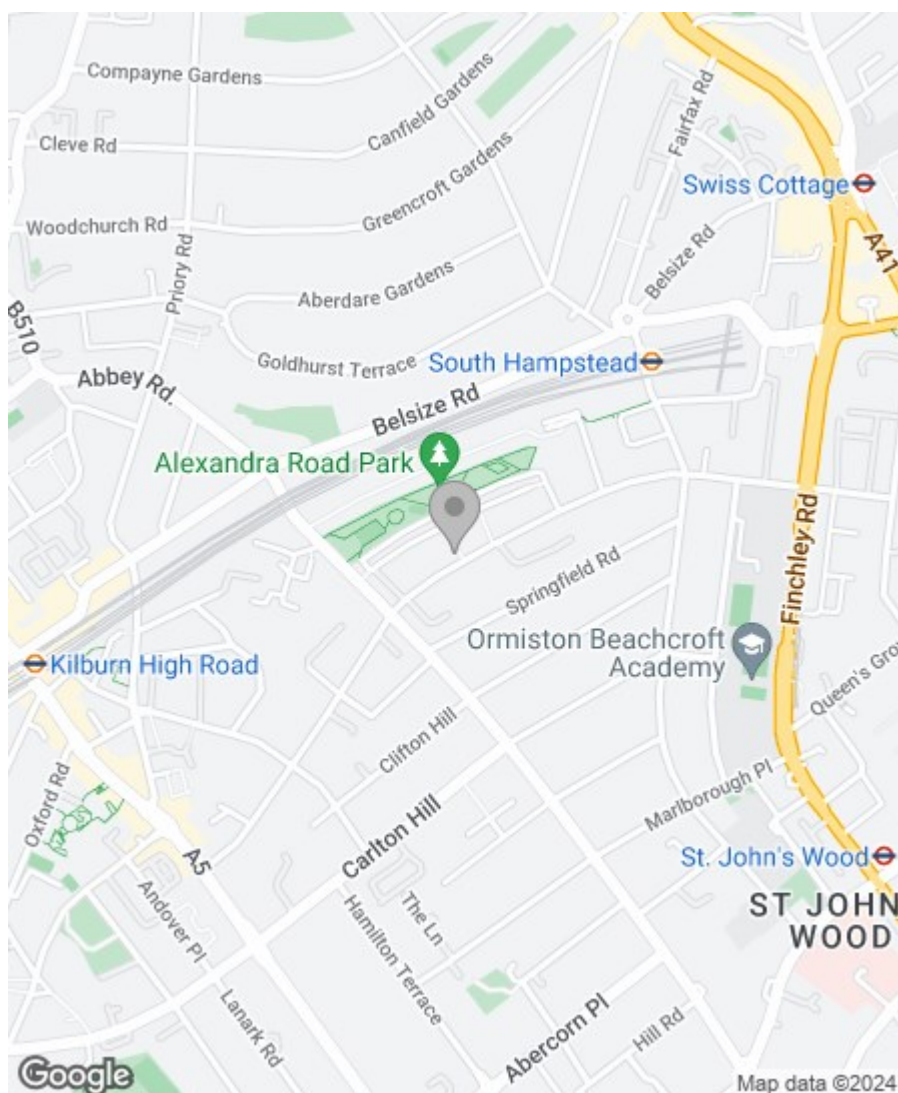 Compayne Gardens
Canfield Gardens
Fairfax Rd
Cleve Rd
Greencroft Gardens
Swiss Cottage
Woodchurch Rd
Priory Rd
Belsize Rd
A41
Aberdare Gardens
B510
Goldhurst Terrace
South Hampstead
Abbey Rd.
Belsize Rd
Alexandra Road Park
Finchley Rd
Springfield Rd
Ormiston Beachcroft
Academy
Kilburn High Road
Queen's Gro
Clifton Hill
Oxford Rd
Marlborough Pl
Carlton Hill
St. John's Wood
A5
ST JOHN
WOOD
Andover Pl
The Ln
Hamilton Terrace
Lanark Rd
Abercorn Pl
Hill Rd
Google
Map data ©2024